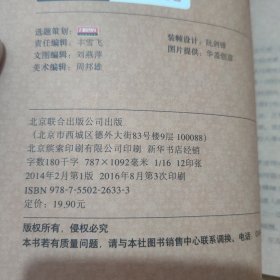 选题策划:
责任编辑:丰雪飞
文图编辑:刘燕萍
美术编辑:周邦雄
装帧设计:阮剑锋
图片提供:华盖创意
北京联合出版公司出版
(北京市西城区德外大街83号楼9层 100088)
北京缤索印刷有限公司印刷 新华书店经销
字数180千字 787×1092毫米 1/16 12印张
2014年2月第1版 2016年8月第3次印刷
ISBN 978-7-5502-2633-3
定价:19.90元
版权所有,侵权必究
本书若有质量问题,请与本社图书销售中心联系调换。电话: